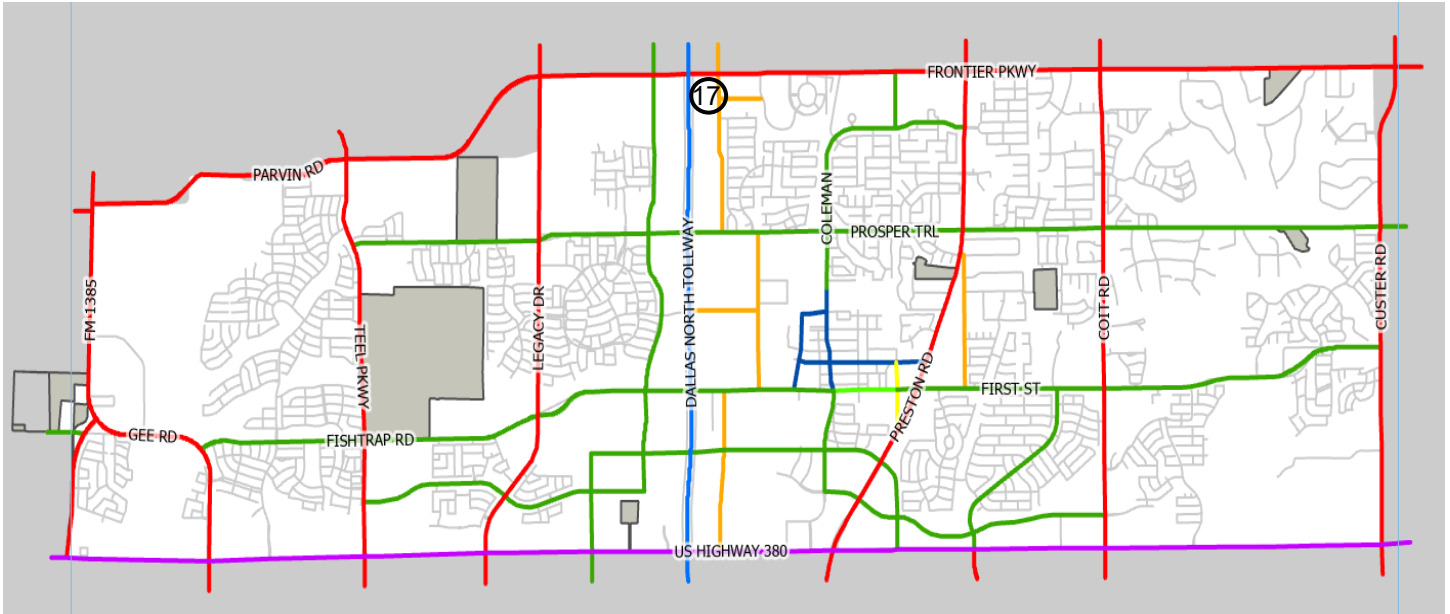 FRONTIER PKWY
17
PARVIN RD
COLEMAN
PROSPER TRL
DALLAS NORTH TOLLWAY
FM 1385
TEEL PKWY
LEGACY DR
COIT RD
CUSTER RD
PRESTON RD
FIRST ST
GEE RD
FISHTRAP RD
US HIGHWAY 380